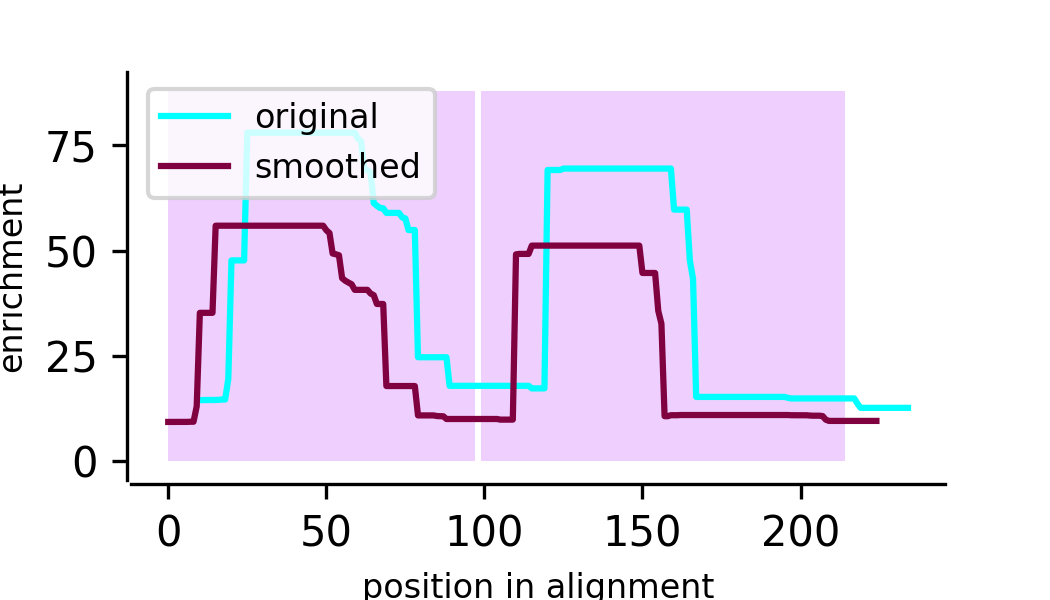 original
smoothed
75
50
25
0
enrichment
0 50 100 150 200
position in alignment